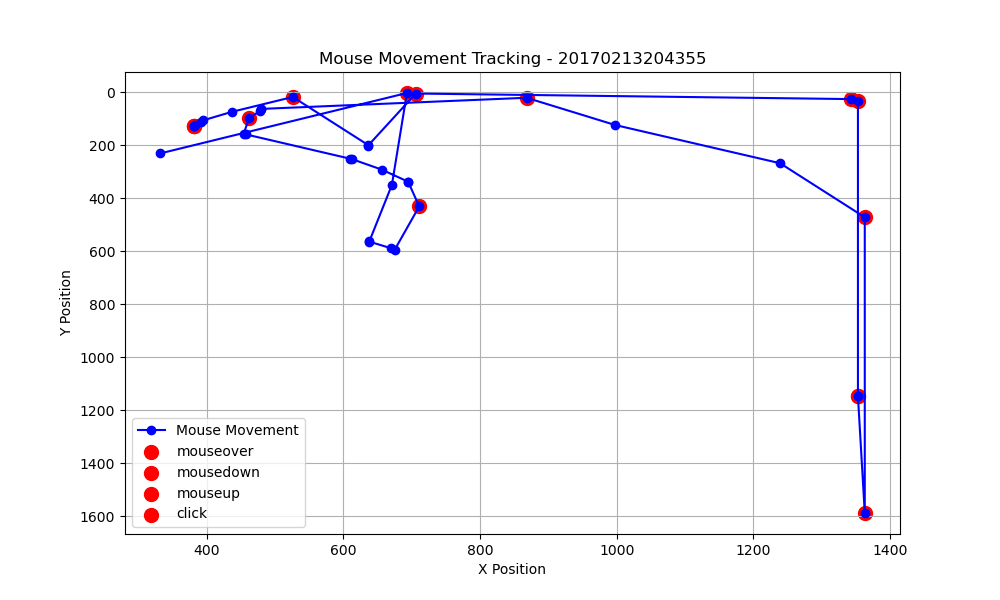 Mouse Movement Tracking - 20170213204355
0
200
400
600
800
1000
1200
1400
1600
Y Position
Mouse Movement
mouseover
mousedown
mouseup
click
400 600 800 1000 1200 1400
X Position